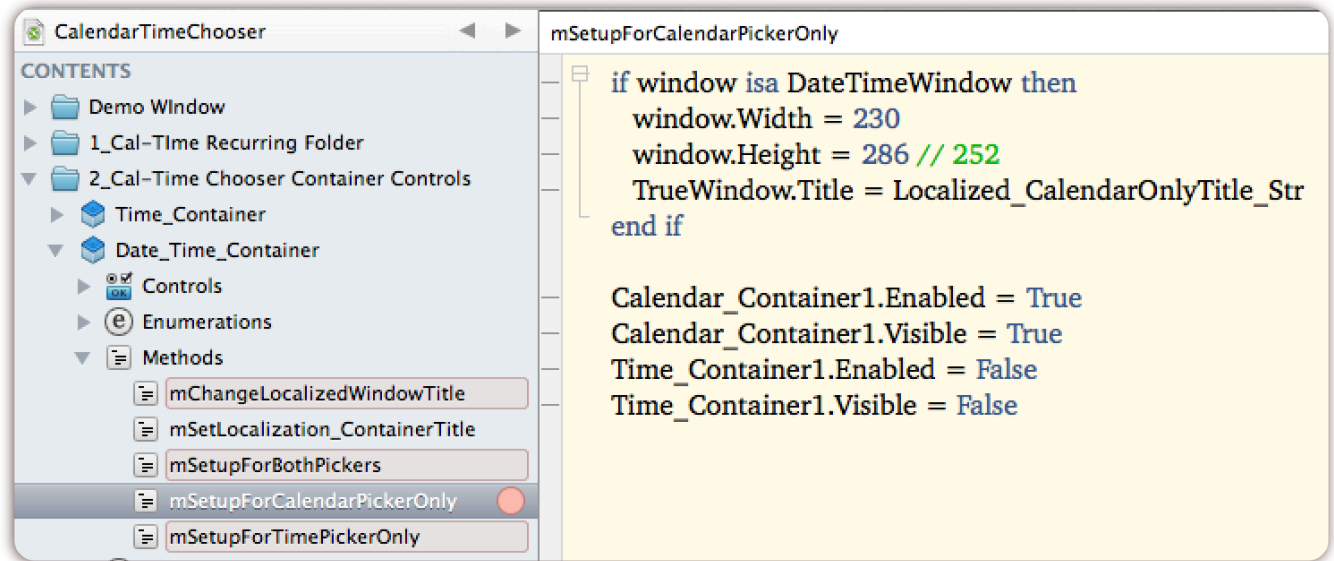 CalendarTimeChooser
CONTENTS
Demo WIndow
1_Cal-TIme Recurring Folder
2_Cal-Time Chooser Container Controls
Time_Container
Date_Time_Container
OK
Controls
e
Enumerations
Methods
mChangeLocalizedWindowTitle
mSetLocalization_ContainerTitle
mSetupForBothPickers
mSetupForCalendarPickerOnly
mSetupForTimePickerOnly
mSetupForCalendarPickerOnly
if window isa DateTimeWindow then
window.Width = 230
window.Height = 286 // 252
TrueWindow.Title = Localized_CalendarOnlyTitle_Str
end if
Calendar_Container1.Enabled = True
Calendar_Container1.Visible = True
Time_Container1.Enabled = False
Time_Container1.Visible = False